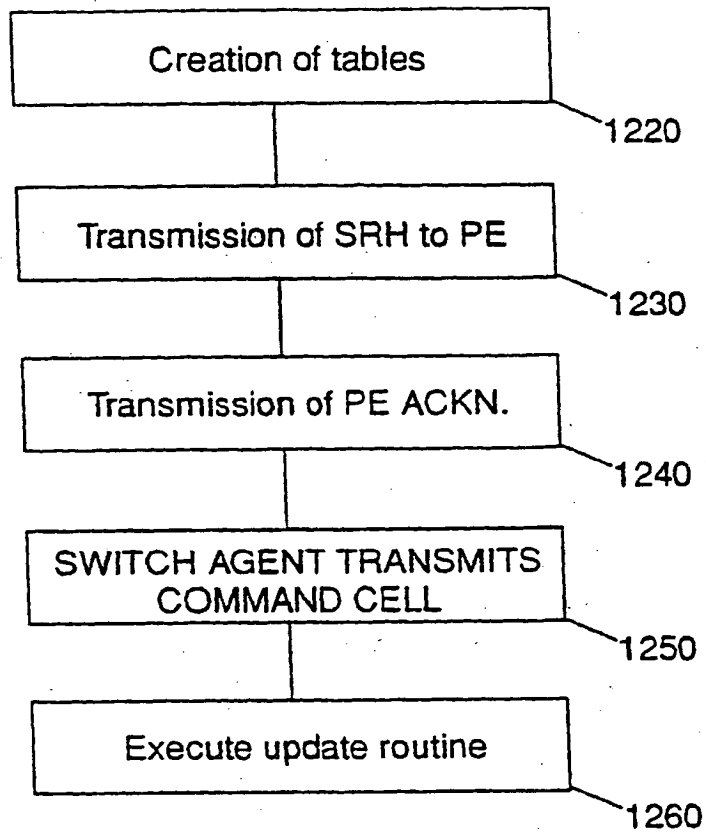 Creation of tables
1220
Transmission of SRH to PE
1230
Transmission of PE ACKN.
1240
SWITCH AGENT TRANSMITS
COMMAND CELL
1250
Execute update routine
1260